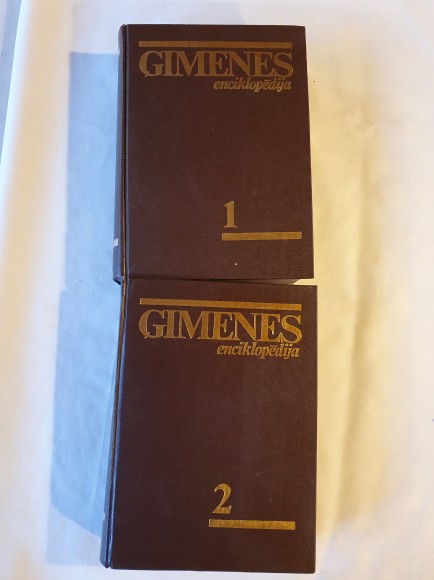 ĢIMENES
enciklopēdija
1
ĢIMENES
enciklopēdija
2